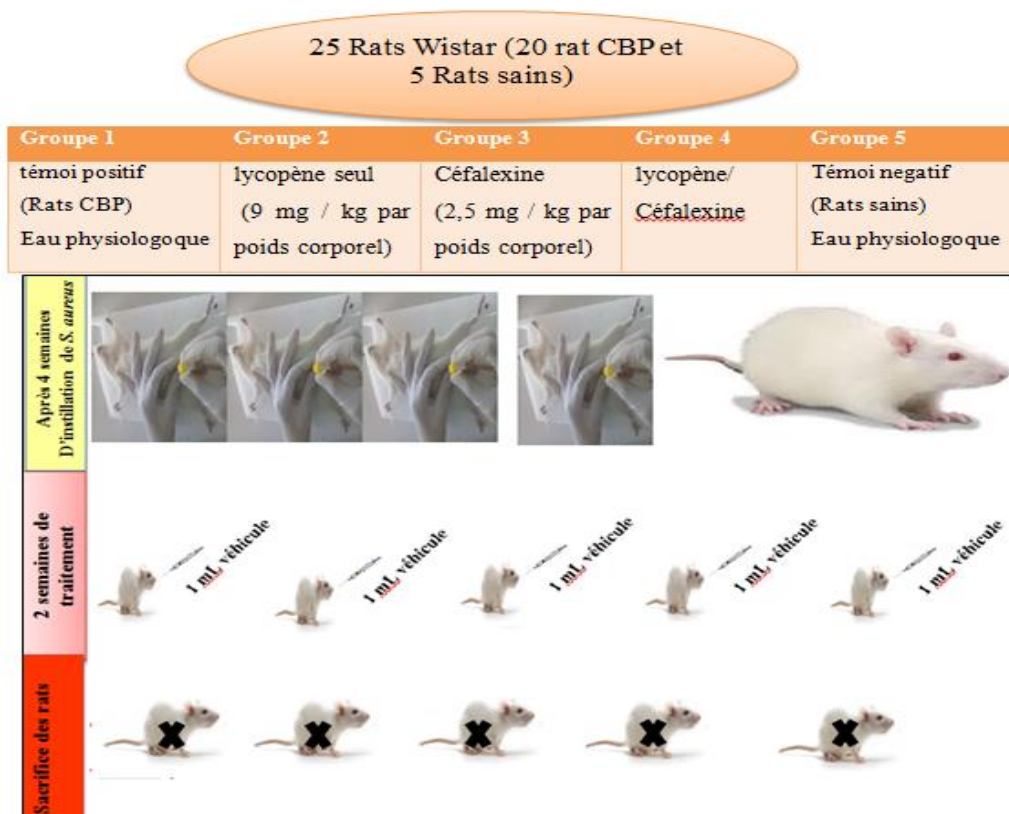 25 Rats Wistar (20 rat CBP et
5 Rats sains)
Groupe 1
témoi positif
(Rats CBP)
Eau physiologoque
Groupe 2
lycopène seul
(9 mg / kg par
poids corporel)
Groupe 3
Céfalexine
(2,5 mg / kg par
poids corporel)
Groupe 4
lycopène/
Céfalexine
Groupe 5
Témoin negatif
(Rats sains)
Eau physiologoque
Après 4 semaines
D'instillation de S. aureus
2 semaines de
traitement
1 mL véhicule
1 mL véhicule
1 mL véhicule
1 mL véhicule
1 mL véhicule
Sacrifice des rats